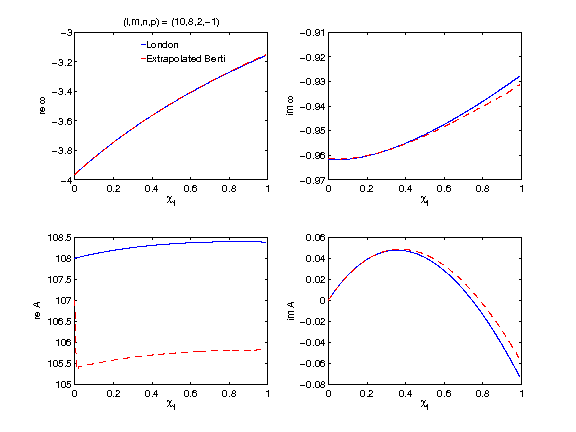 (l,m,n,p) = (10,8,2,−1)
London
Extrapolated Berti
re ω
−3
−3.2
−3.4
−3.6
−3.8
−4
0 0.2 0.4 0.6 0.8 1
χf
im ω
−0.91
−0.92
−0.93
−0.94
−0.95
−0.96
−0.97
0 0.2 0.4 0.6 0.8 1
χf
re A
108.5
108
107.5
107
106.5
106
105.5
105
0 0.2 0.4 0.6 0.8 1
χf
im A
0.06
0.04
0.02
0
−0.02
−0.04
−0.06
−0.08
0 0.2 0.4 0.6 0.8 1
χf